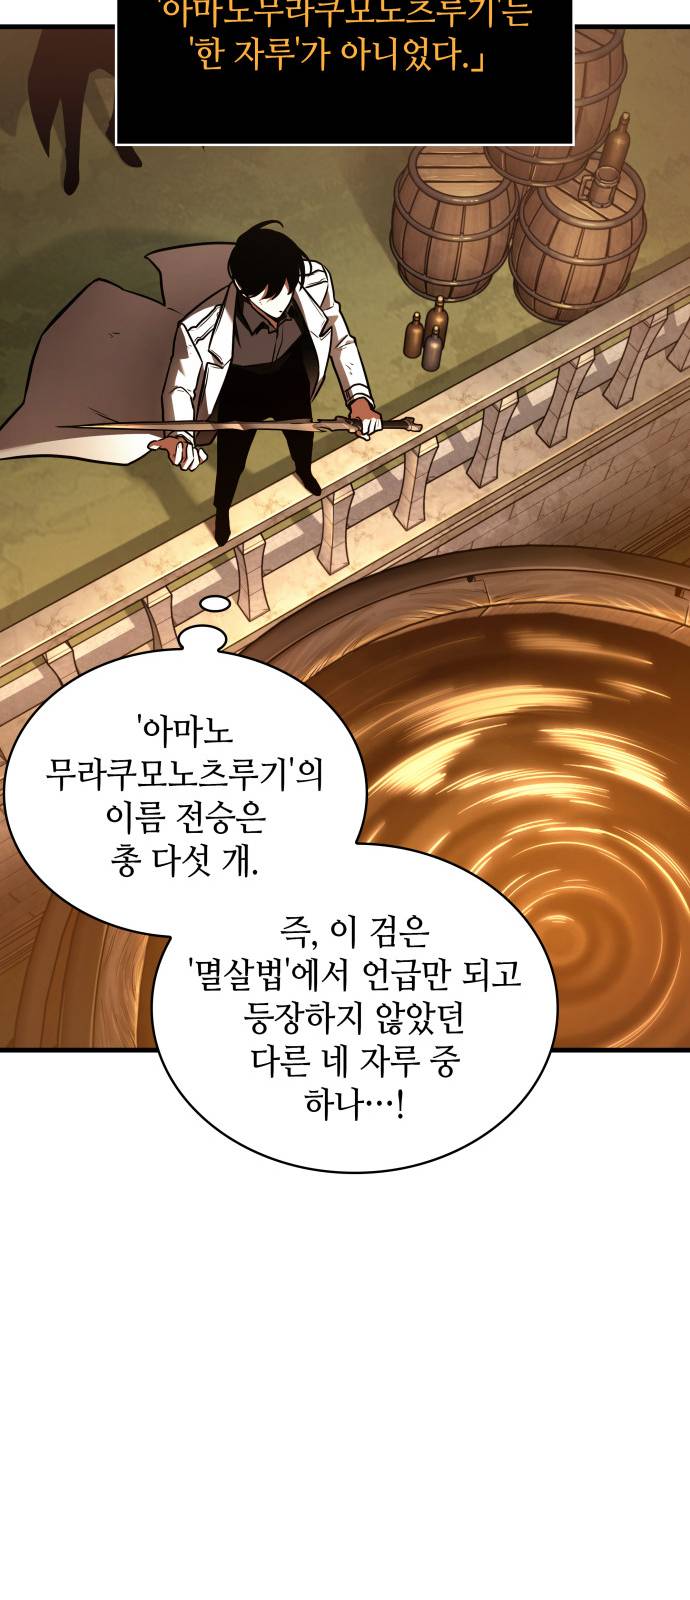 '아마노무라쿠모노츠루기'는
'한 자루'가 아니었다.」
'아마노
무라쿠모노츠루기'의
이름 전승은
총 다섯 개.
즉, 이 검은
'멸살법'에서 언급만 되고
등장하지 않았던
다른 네 자루 중
하나…!